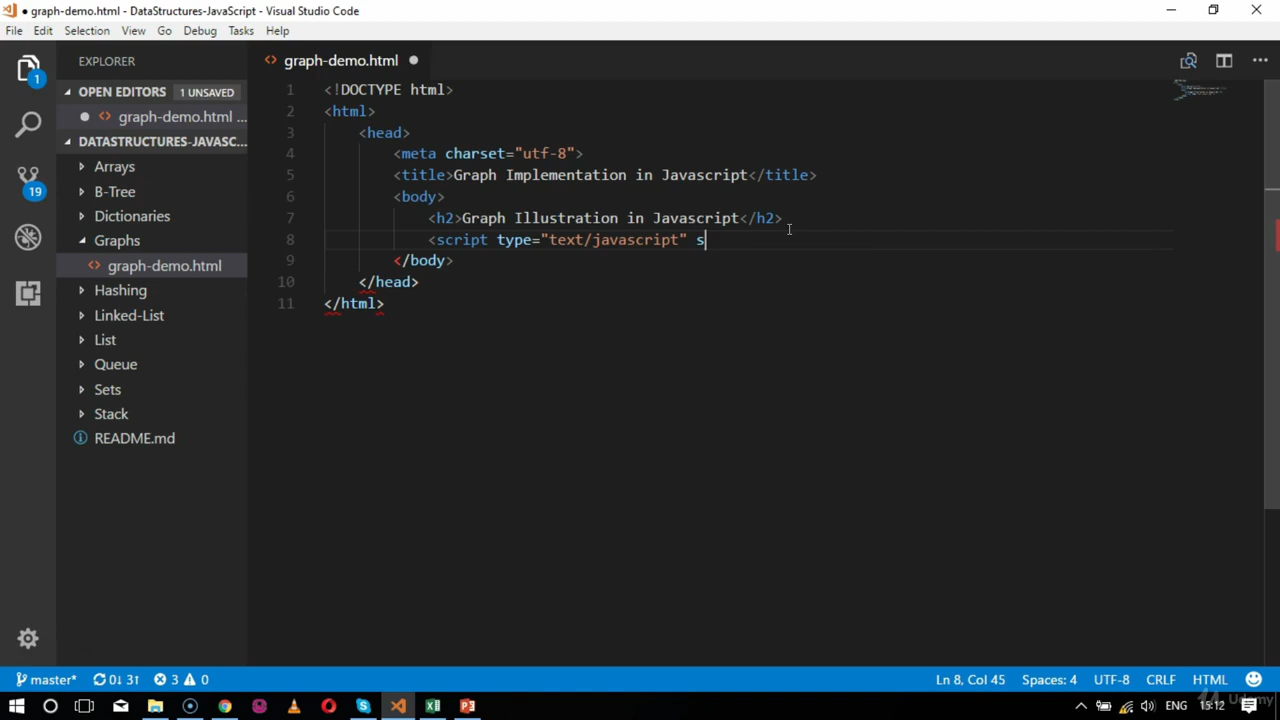 graph-demo.html - DataStructures-JavaScript - Visual Studio Code
File Edit Selection View Go Debug Tasks Help
EXPLORER
graph-demo.html
OPEN EDITORS 1 UNSAVED
graph-demo.html ...
DATASTRUCTURES-JAVASC...
Arrays
B-Tree
Dictionaries
Graphs
graph-demo.html
Hashing
Linked-List
List
Queue
Sets
Stack
README.md
1
19
1 <!DOCTYPE html>
2 <html>
3 <head>
4 <meta charset="utf-8">
5 <title>Graph Implementation in Javascript</title>
6 <body>
7 <h2>Graph Illustration in Javascript</h2>
8 <script type="text/javascript" s
9 </body>
10 </head>
11 </html>
master* 0↓ 3↑ 3 0 Ln 8, Col 45 Spaces: 4 UTF-8 CRLF HTML
ENG 15:12
Udemy